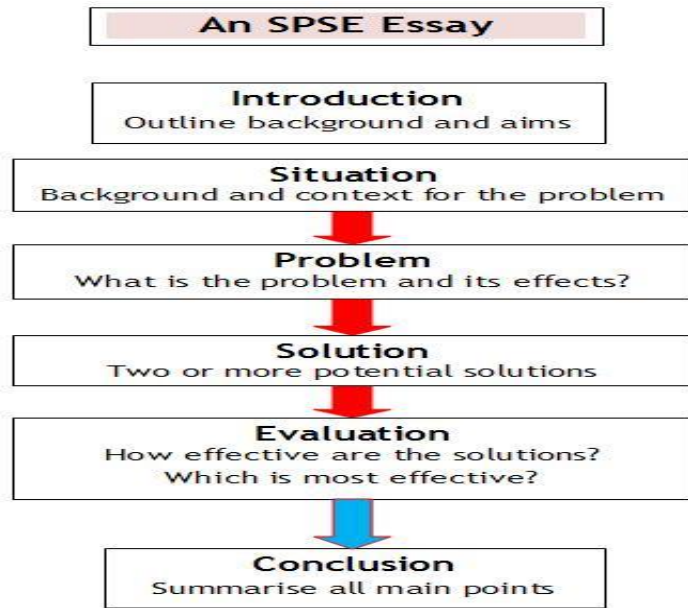 An SPSE Essay
Introduction
Outline background and aims
Situation
Background and context for the problem
Problem
What is the problem and its effects?
Solution
Two or more potential solutions
Evaluation
How effective are the solutions?
Which is most effective?
Conclusion
Summarise all main points